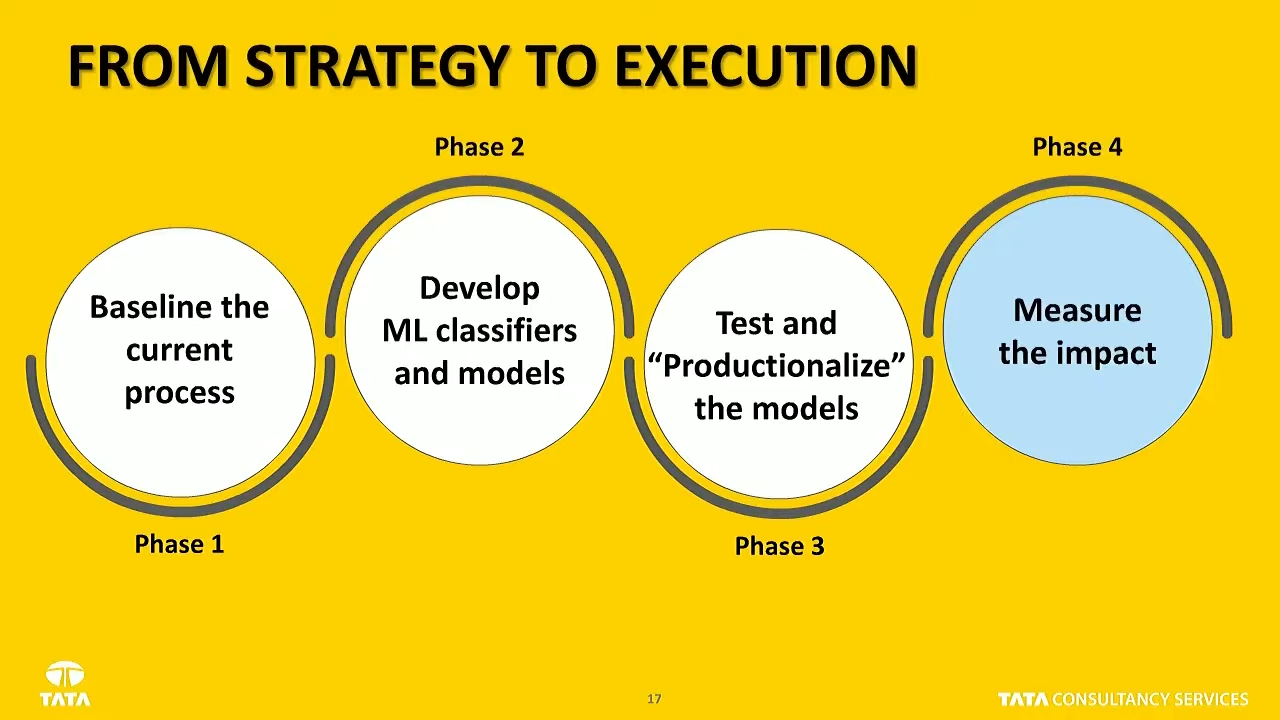 FROM STRATEGY TO EXECUTION
Phase 1
Baseline the
current
process
Phase 2
Develop
ML classifiers
and models
Phase 3
Test and
“Productionalize”
the models
Phase 4
Measure
the impact
TATA
17
TATA CONSULTANCY SERVICES